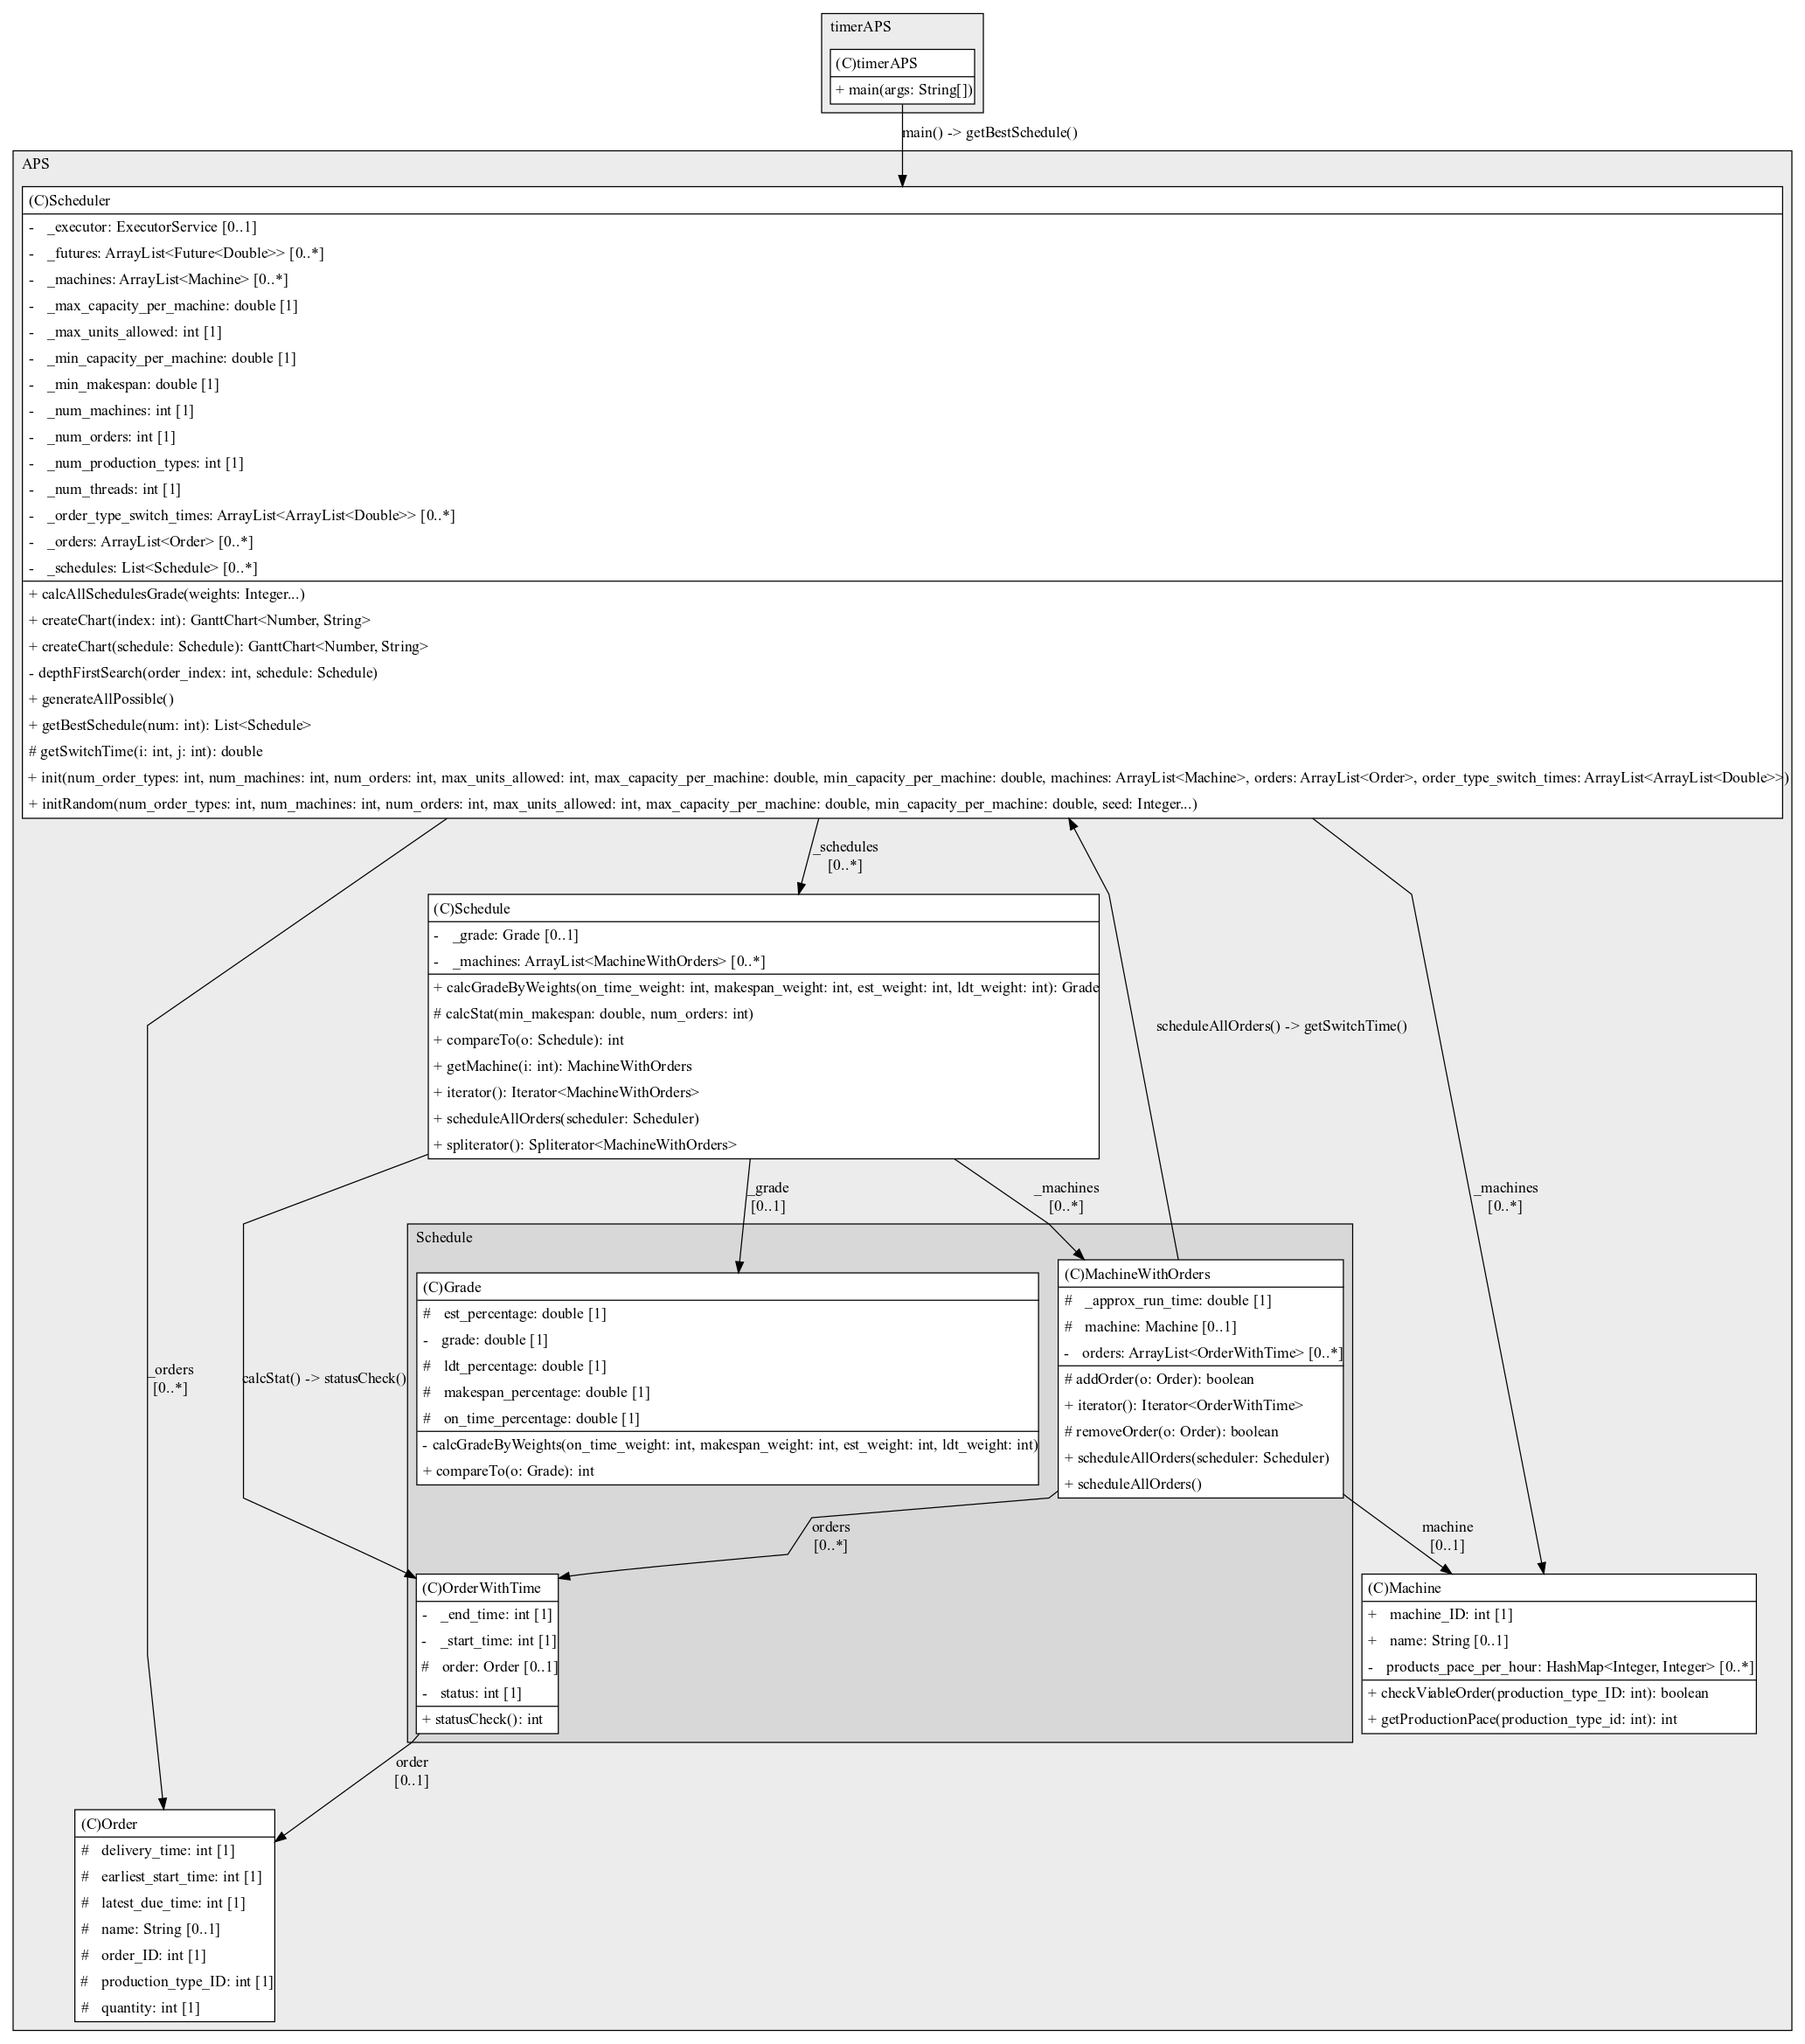 timerAPS
(C)timerAPS
+ main(args: String[])
main() -> getBestSchedule()
APS
(C)Scheduler
- _executor: ExecutorService [0..1]
- _futures: ArrayList<Future<Double>> [0..*]
- _machines: ArrayList<Machine> [0..*]
- _max_capacity_per_machine: double [1]
- _max_units_allowed: int [1]
- _min_capacity_per_machine: double [1]
- _min_makespan: double [1]
- _num_machines: int [1]
- _num_orders: int [1]
- _num_production_types: int [1]
- _num_threads: int [1]
- _order_type_switch_times: ArrayList<ArrayList<Double>> [0..*]
- _orders: ArrayList<Order> [0..*]
- _schedules: List<Schedule> [0..*]
+ calcAllSchedulesGrade(weights: Integer...)
+ createChart(index: int): GanttChart<Number, String>
+ createChart(schedule: Schedule): GanttChart<Number, String>
- depthFirstSearch(order_index: int, schedule: Schedule)
+ generateAllPossible()
+ getBestSchedule(num: int): List<Schedule>
# getSwitchTime(i: int, j: int): double
+ init(num_order_types: int, num_machines: int, num_orders: int, max_units_allowed: int, max_capacity_per_machine: double, min_capacity_per_machine: double, machines: ArrayList<Machine>, orders: ArrayList<Order>, order_type_switch_times: ArrayList<ArrayList<Double>>)
+ initRandom(num_order_types: int, num_machines: int, num_orders: int, max_units_allowed: int, max_capacity_per_machine: double, min_capacity_per_machine: double, seed: Integer...)
_schedules
[0..*]
(C)Schedule
- _grade: Grade [0..1]
- _machines: ArrayList<MachineWithOrders> [0..*]
+ calcGradeByWeights(on_time_weight: int, makespan_weight: int, est_weight: int, ldt_weight: int): Grade
# calcStat(min_makespan: double, num_orders: int)
+ compareTo(o: Schedule): int
+ getMachine(i: int): MachineWithOrders
+ iterator(): Iterator<MachineWithOrders>
+ scheduleAllOrders(scheduler: Scheduler)
+ spliterator(): Spliterator<MachineWithOrders>
scheduleAllOrders() -> getSwitchTime()
_grade
[0..1]
_machines
[0..*]
_machines
[0..*]
Schedule
(C)Grade
# est_percentage: double [1]
- grade: double [1]
# ldt_percentage: double [1]
# makespan_percentage: double [1]
# on_time_percentage: double [1]
- calcGradeByWeights(on_time_weight: int, makespan_weight: int, est_weight: int, ldt_weight: int)
+ compareTo(o: Grade): int
(C)MachineWithOrders
# _approx_run_time: double [1]
# machine: Machine [0..1]
- orders: ArrayList<OrderWithTime> [0..*]
# addOrder(o: Order): boolean
+ iterator(): Iterator<OrderWithTime>
# removeOrder(o: Order): boolean
+ scheduleAllOrders(scheduler: Scheduler)
+ scheduleAllOrders()
_orders
[0..*]
calcStat() -> statusCheck()
orders
[0..*]
machine
[0..1]
(C)OrderWithTime
- _end_time: int [1]
- _start_time: int [1]
# order: Order [0..1]
- status: int [1]
+ statusCheck(): int
(C)Machine
+ machine_ID: int [1]
+ name: String [0..1]
- products_pace_per_hour: HashMap<Integer, Integer> [0..*]
+ checkViableOrder(production_type_ID: int): boolean
+ getProductionPace(production_type_id: int): int
order
[0..1]
(C)Order
# delivery_time: int [1]
# earliest_start_time: int [1]
# latest_due_time: int [1]
# name: String [0..1]
# order_ID: int [1]
# production_type_ID: int [1]
# quantity: int [1]